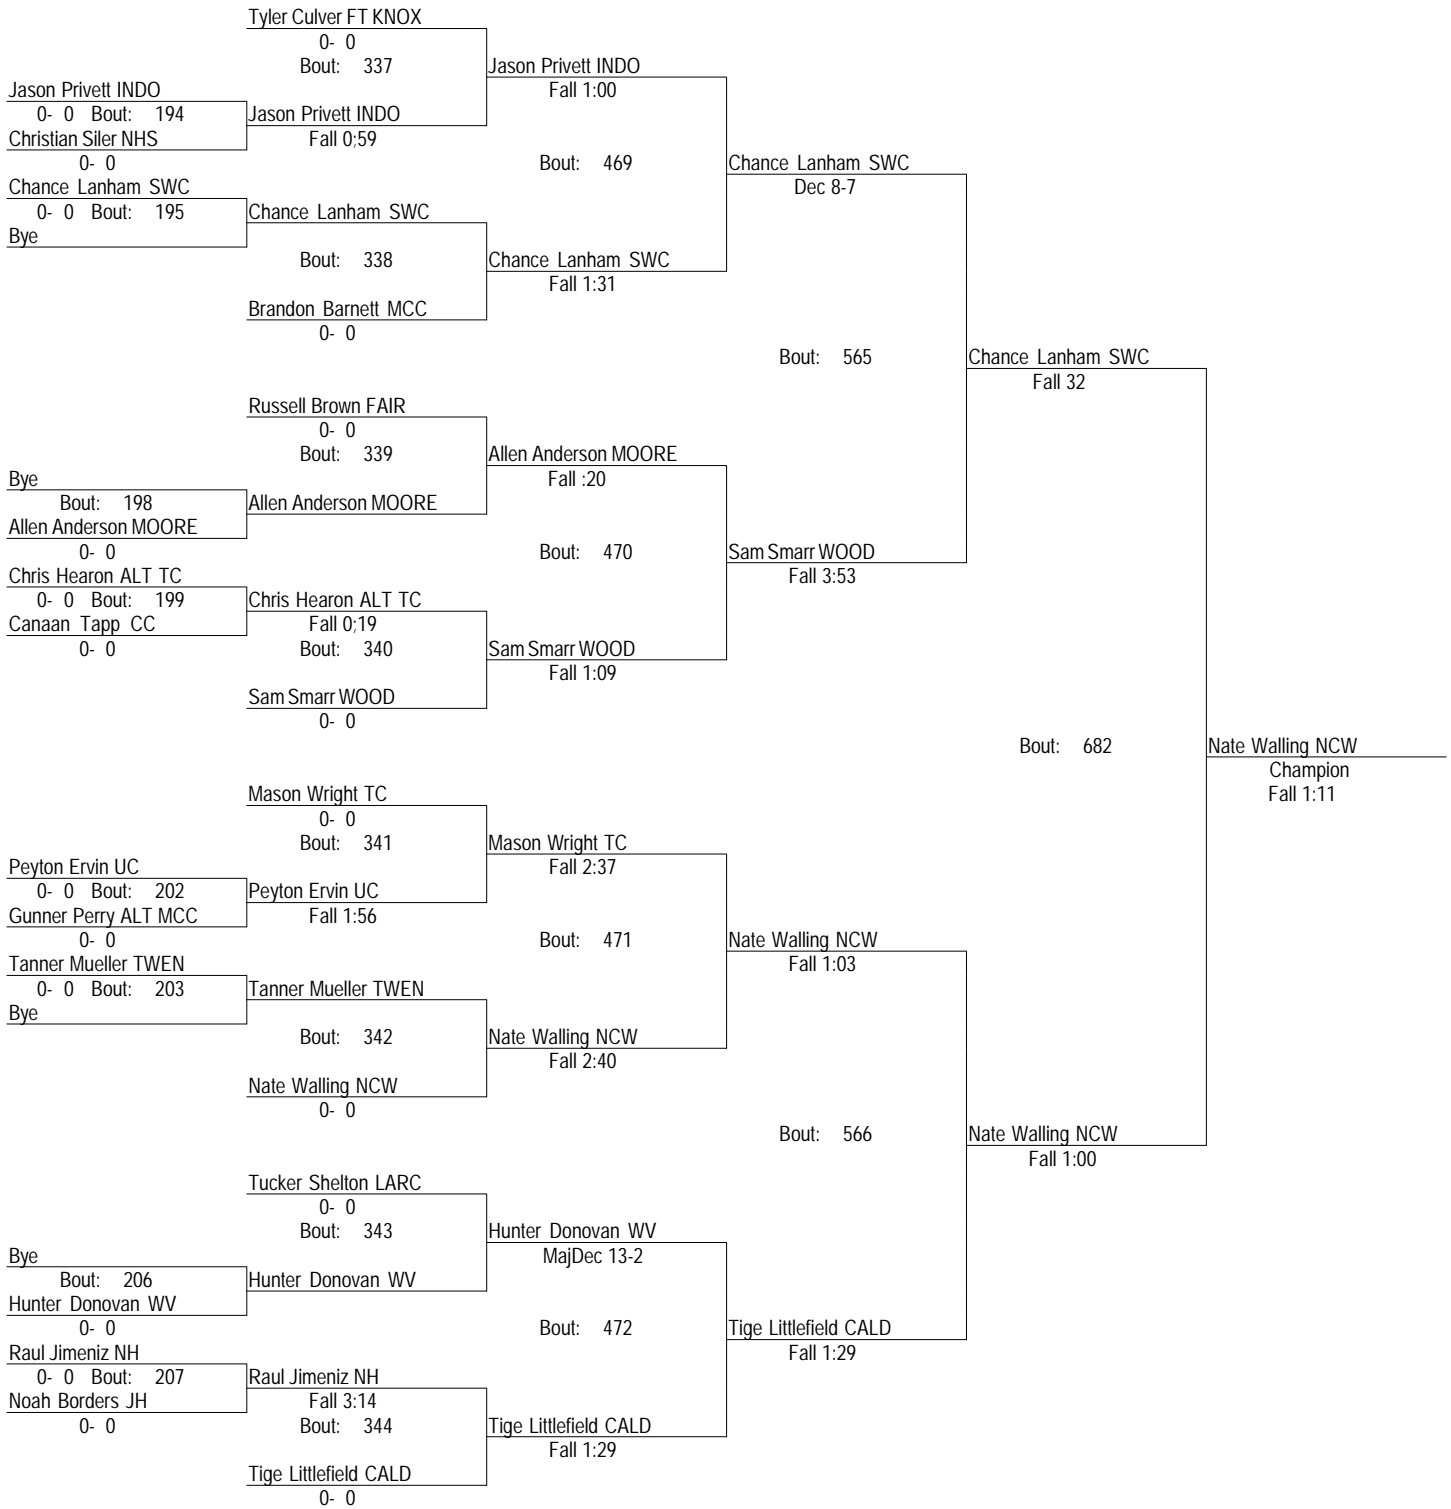 Tyler Culver FT KNOX
0- 0
Bout: 337
Jason Privett INDO
Fall 1:00
Jason Privett INDO
0- 0 Bout: 194
Jason Privett INDO
Christian Siler NHS
Fall 0;59
0- 0
Bout: 469
Chance Lanham SWC
Dec 8-7
Chance Lanham SWC
0- 0 Bout: 195
Chance Lanham SWC
Bye
Bout: 338
Chance Lanham SWC
Fall 1:31
Brandon Barnett MCC
0- 0
Bout: 565
Chance Lanham SWC
Fall 32
Russell Brown FAIR
0- 0
Bout: 339
Allen Anderson MOORE
Fall :20
Bye
Bout: 198
Allen Anderson MOORE
Allen Anderson MOORE
0- 0
Bout: 470
Sam Smarr WOOD
Fall 3:53
Chris Hearon ALT TC
0- 0 Bout: 199
Chris Hearon ALT TC
Canaan Tapp CC
Fall 0;19
0- 0
Bout: 340
Sam Smarr WOOD
Fall 1:09
Sam Smarr WOOD
0- 0
Bout: 682
Nate Walling NCW
Champion
Fall 1:11
Mason Wright TC
0- 0
Bout: 341
Mason Wright TC
Fall 2:37
Peyton Ervin UC
0- 0 Bout: 202
Peyton Ervin UC
Gunner Perry ALT MCC
Fall 1:56
0- 0
Bout: 471
Nate Walling NCW
Fall 1:03
Tanner Mueller TWEN
0- 0 Bout: 203
Tanner Mueller TWEN
Bye
Bout: 342
Nate Walling NCW
Fall 2:40
Nate Walling NCW
0- 0
Bout: 566
Nate Walling NCW
Fall 1:00
Tucker Shelton LARC
0- 0
Bout: 343
Hunter Donovan WV
MajDec 13-2
Bye
Bout: 206
Hunter Donovan WV
Hunter Donovan WV
0- 0
Bout: 472
Tige Littlefield CALD
Fall 1:29
Raul Jimeniz NH
0- 0 Bout: 207
Raul Jimeniz NH
Noah Borders JH
Fall 3:14
0- 0
Bout: 344
Tige Littlefield CALD
Fall 1:29
Tige Littlefield CALD
0- 0